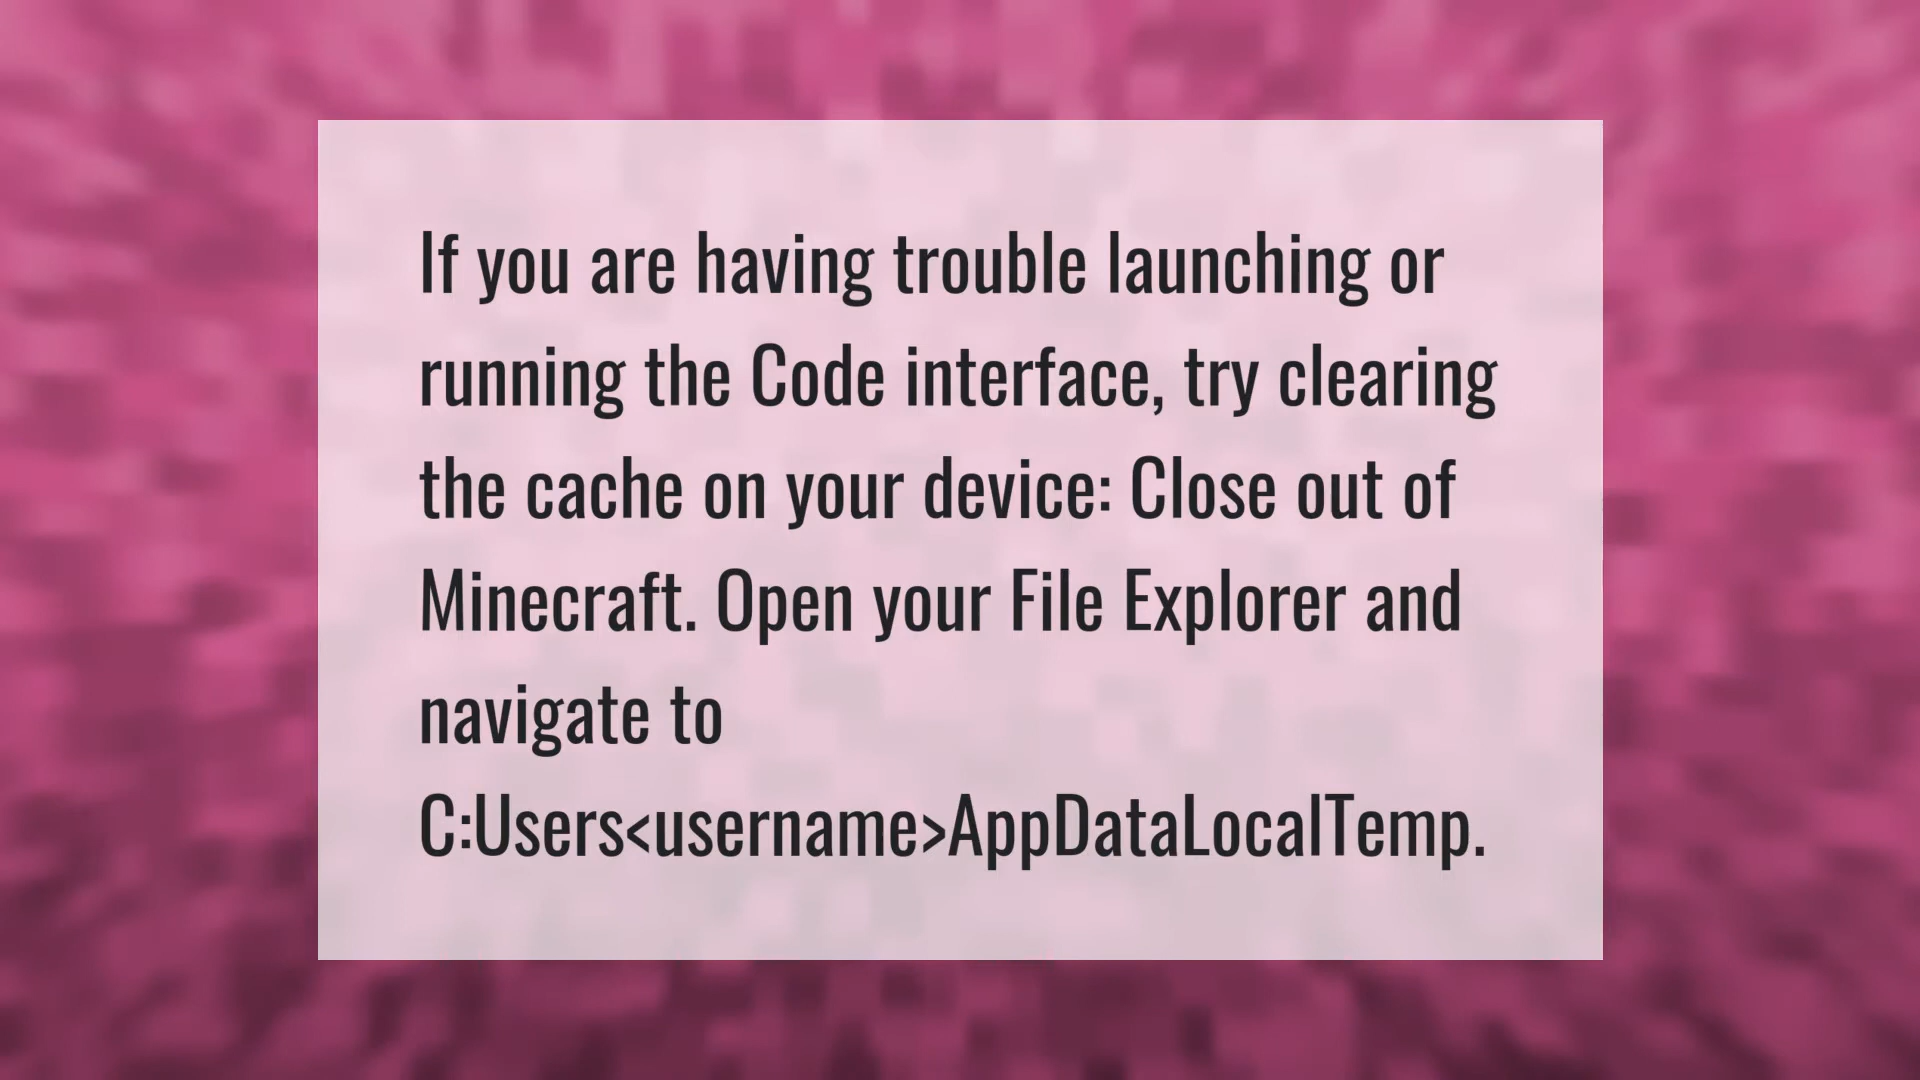 If you are having trouble launching or
running the Code interface, try clearing
the cache on your device: Close out of
Minecraft. Open your File Explorer and
navigate to
C:Users<username>AppDataLocalTemp.